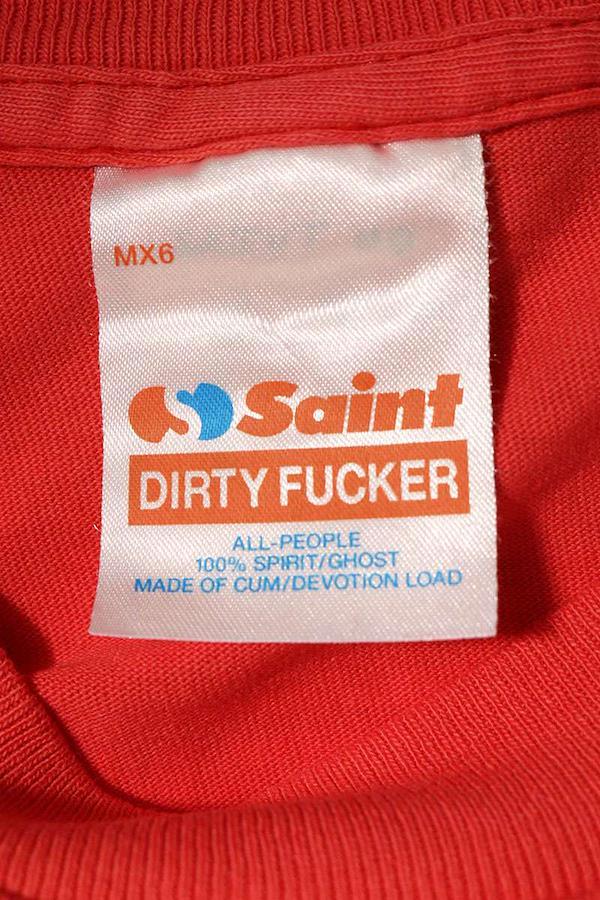 MX6
Saint
DIRTY FUCKER
ALL-PEOPLE
100% SPIRIT/GHOST
MADE OF CUM/DEVOTION LOAD